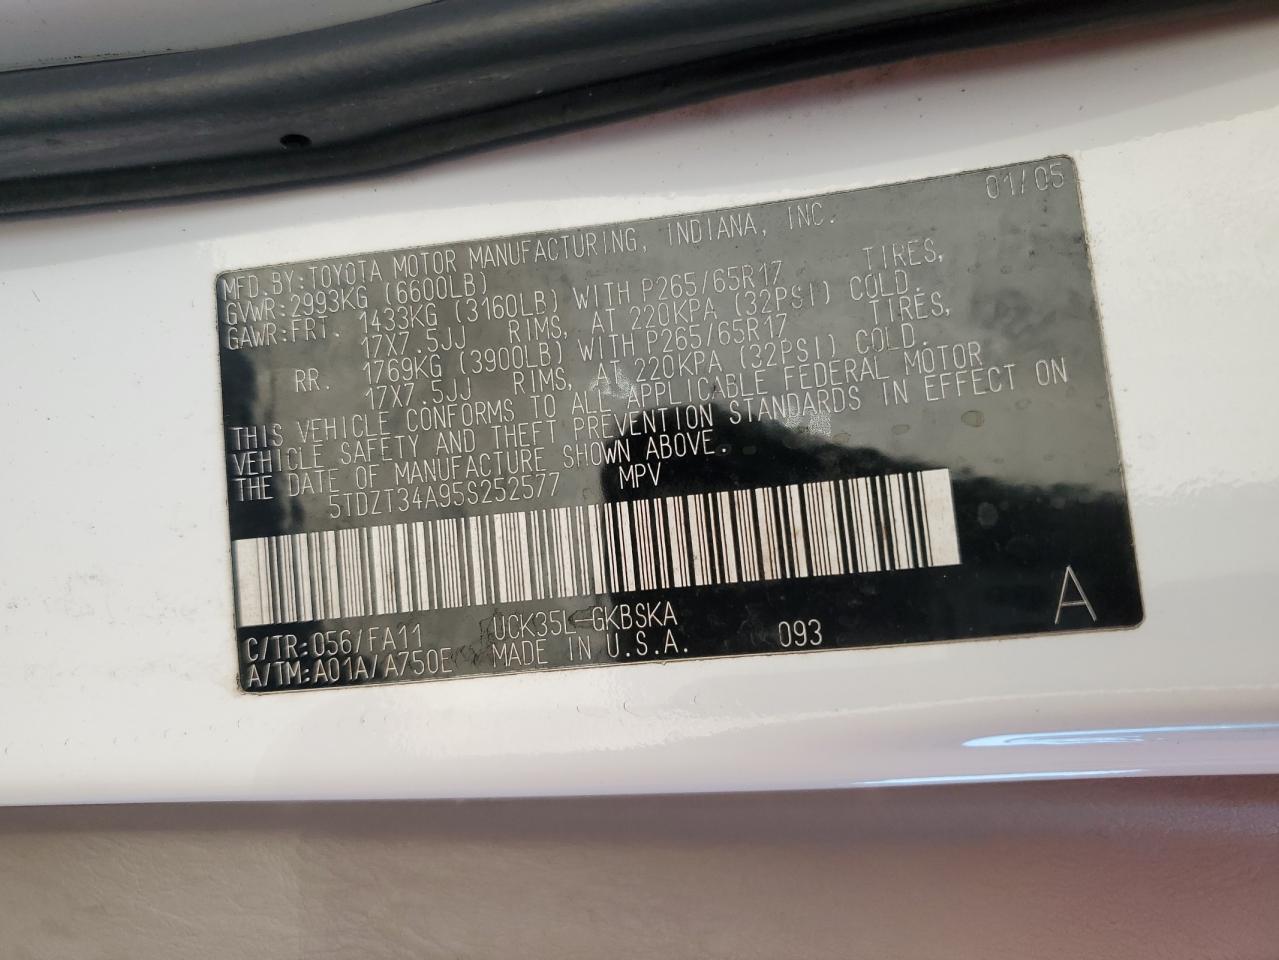 01/05
MFD. BY: TOYOTA MOTOR MANUFACTURING, INDIANA, INC.
GVWR: 2993KG (6600LB)
GAWR: FRT. 1433KG (3160LB) WITH P265/65R17 TIRES,
17X7.5JJ RIMS, AT 220KPA (32PSI) COLD.
RR. 1769KG (3900LB) WITH P265/65R17 TIRES,
17X7.5JJ RIMS, AT 220KPA (32PSI) COLD.
THIS VEHICLE CONFORMS TO ALL APPLICABLE FEDERAL MOTOR
VEHICLE SAFETY AND THEFT PREVENTION STANDARDS IN EFFECT ON
THE DATE OF MANUFACTURE SHOWN ABOVE.
5TDZT34A95S252577 MPV
C/TR: 056/FA11 UCK35L-GKBSKA
A/TM: A01A/A750E MADE IN U.S.A. 093 A